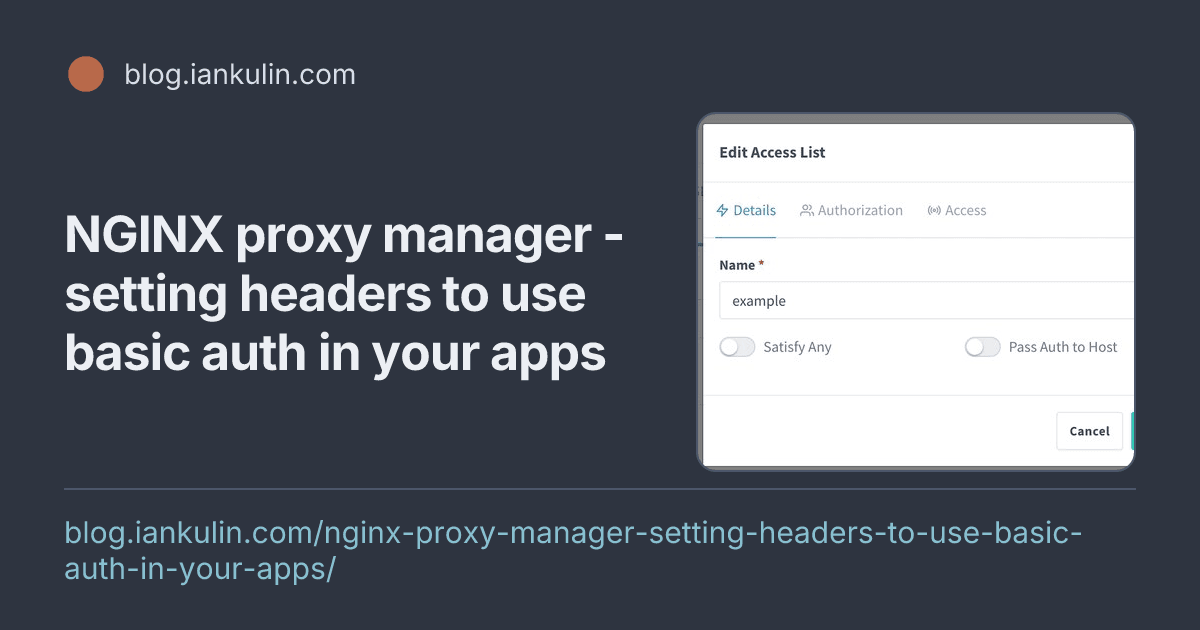 blog.iankulin.com
NGINX proxy manager -
setting headers to use
basic auth in your apps
Edit Access List
Details
Authorization
Access
Name *
example
Satisfy Any
Pass Auth to Host
Cancel
blog.iankulin.com/nginx-proxy-manager-setting-headers-to-use-basic-
auth-in-your-apps/